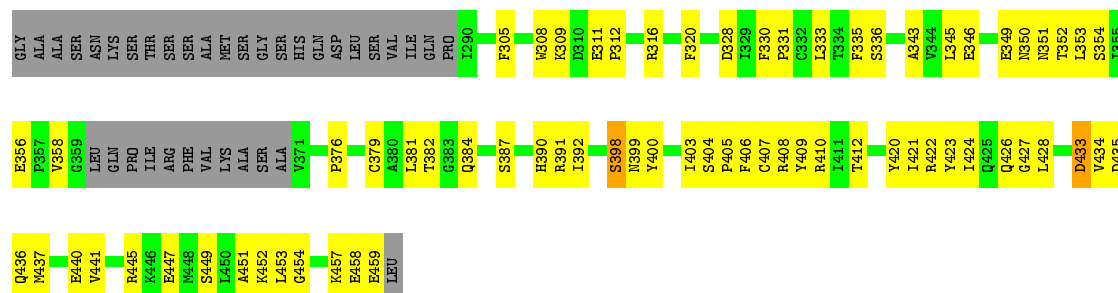 GLY ALA ALA SER ASN LYS SER THR SER SER ALA MET SER GLY SER HIS GLN ASP LEU SER VAL ILE GLN PRO I290 F305 W308 K309 D310 E311 P312 R316 F320 D328 I329 F330 P331 C332 L333 T334 F335 S336 A343 V344 L345 E346 E349 N350 N351 T352 L353 S354 I355
E356 P357 V358 G359 LEU GLN PRO ILE ARG PHE VAL LYS ALA SER ALA V371 P376 C379 A380 L381 T382 G383 Q384 S387 H390 R391 I392 S398 N399 Y400 I403 S404 P405 F406 C407 R408 Y409 R410 I411 T412 Y420 I421 R422 Y423 I424 Q425 Q426 G427 L428 D433 V434 D435
Q436 M437 E440 V441 R445 K446 E447 M448 S449 L450 A451 K452 L453 G454 K457 E458 E459 LEU